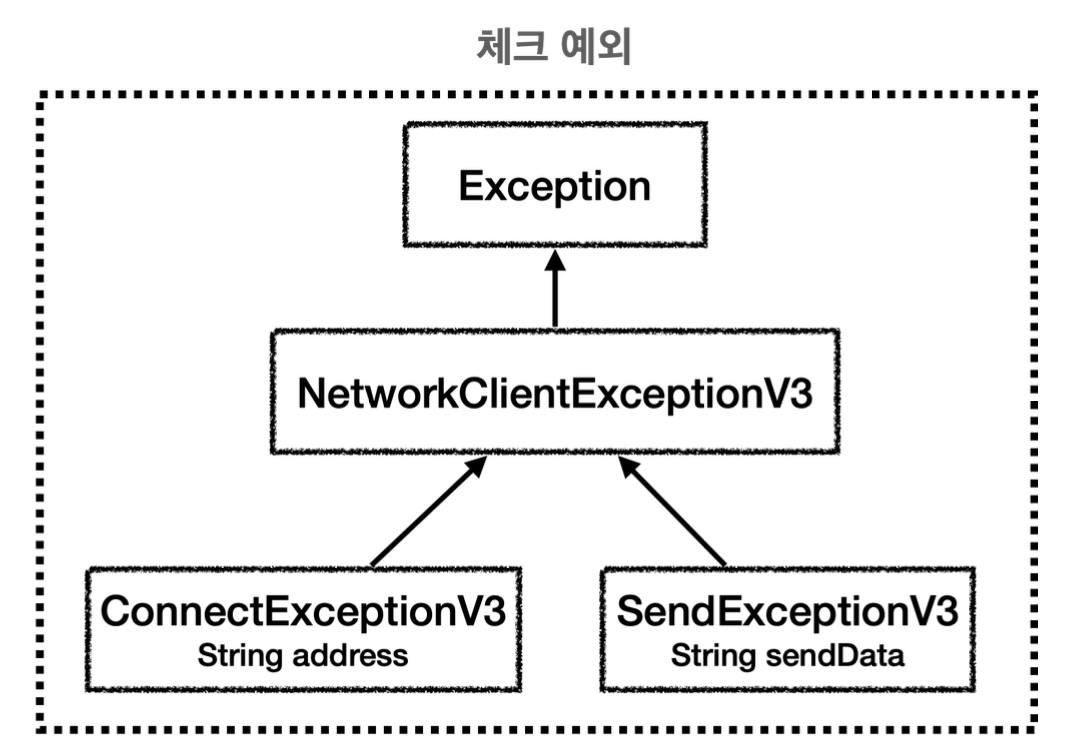 체크 예외
Exception
NetworkClientExceptionV3
ConnectExceptionV3
String address
SendExceptionV3
String sendData